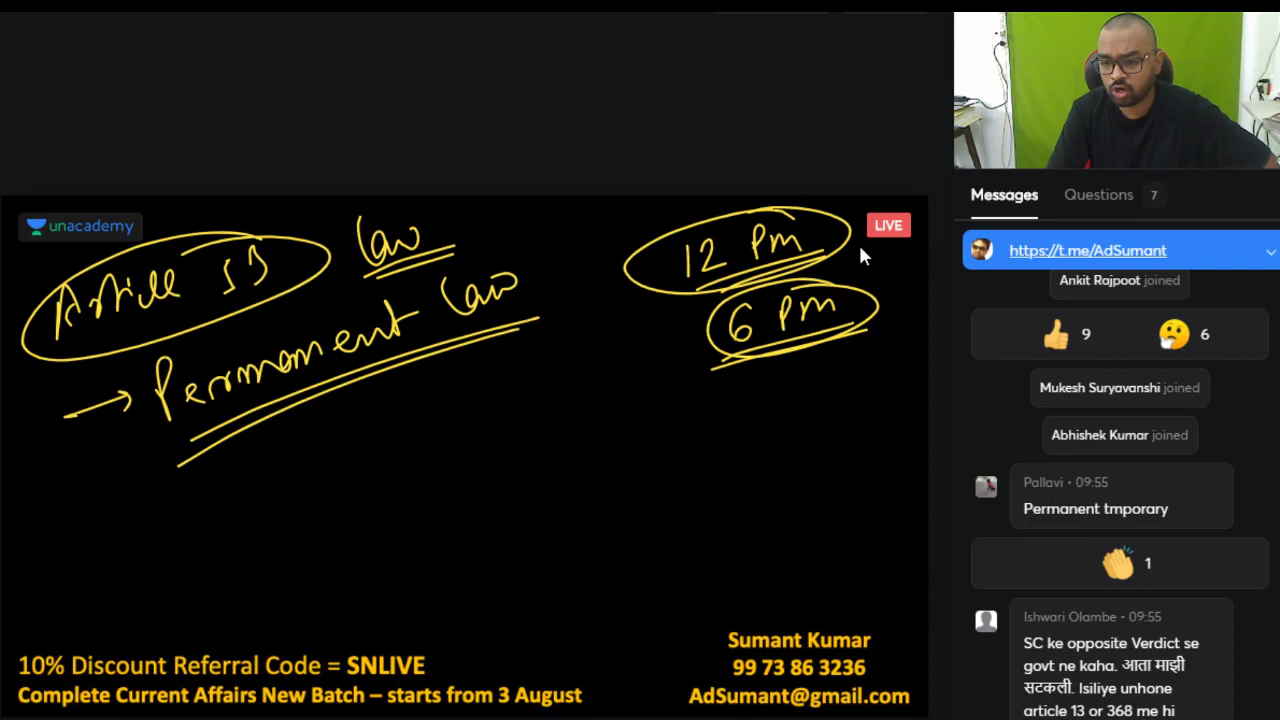 unacademy
Article 13
Law
→ Permanent Law
12 Pm
6 Pm
LIVE
10% Discount Referral Code = SNLIVE
Complete Current Affairs New Batch – starts from 3 August
Sumant Kumar
99 73 86 3236
AdSumant@gmail.com
Messages
Questions 7
https://t.me/AdSumant
Ankit Rajpoot joined
9
6
Mukesh Suryavanshi joined
Abhishek Kumar joined
Pallavi • 09:55
Permanent tmporary
1
Ishwari Olambe • 09:55
SC ke opposite Verdict se
govt ne kaha. आता माझी
सटकली. Isiliye unhone
article 13 or 368 me hi